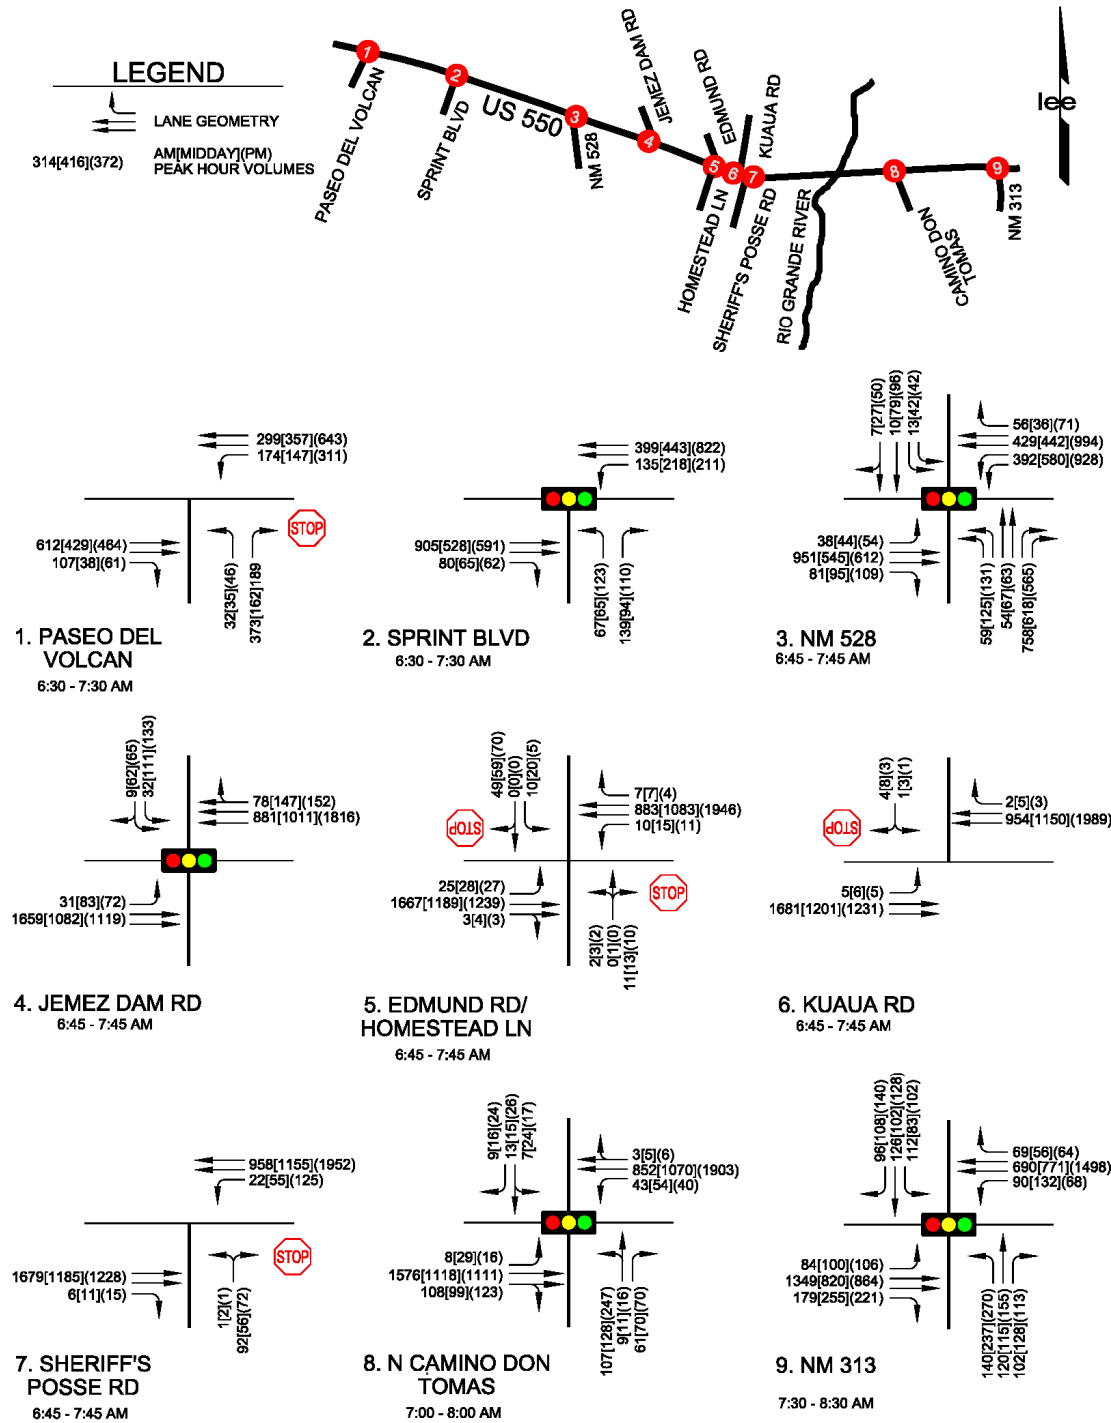 LEGEND
LANE GEOMETRY
314[416](372)
AM[MIDDAY](PM)
PEAK HOUR VOLUMES
1
2
3
4
5
6
7
8
9
PASEO DEL VOLCAN
SPRINT BLVD
US 550
NM 528
JEMEZ DAM RD
EDMUND RD
HOMESTEAD LN
KUAUA RD
SHERIFF'S POSSE RD
RIO GRANDE RIVER
CAMINO DON
TOMAS
NM 313
lee
299[357](643)
174[147](311)
STOP
612[429](464)
107[38](61)
32[35](46)
373[162]189
1. PASEO DEL
VOLCAN
6:30 - 7:30 AM
399[443](822)
135[218](211)
905[528](591)
80[65](62)
67[65](123)
139[94](110)
2. SPRINT BLVD
6:30 - 7:30 AM
7[27](50)
10[79](96)
13[42](42)
56[36](71)
429[442](994)
392[580](928)
38[44](54)
951[545](612)
81[95](109)
59[125](131)
54[67](63)
758[618](565)
3. NM 528
6:45 - 7:45 AM
9[62](65)
32[111](133)
78[147](152)
881[1011](1816)
31[83](72)
1659[1082](1119)
4. JEMEZ DAM RD
6:45 - 7:45 AM
49[59](70)
0[0](0)
10[20](5)
STOP
7[7](4)
883[1083](1946)
10[15](11)
25[28](27)
1667[1189](1239)
3[4](3)
STOP
2[3](2)
0[1](0)
11[13](10)
5. EDMUND RD/
HOMESTEAD LN
6:45 - 7:45 AM
4[8](3)
1[3](1)
STOP
2[5](3)
954[1150](1989)
5[6](5)
1681[1201](1231)
6. KUAUA RD
6:45 - 7:45 AM
958[1155](1952)
22[55](125)
STOP
1679[1185](1228)
6[11](15)
1[2](1)
92[56](72)
7. SHERIFF'S
POSSE RD
6:45 - 7:45 AM
9[16](24)
13[15](26)
7[24](17)
3[5](6)
852[1070](1903)
43[54](40)
8[29](16)
1576[1118](1111)
108[99](123)
107[128](247)
9[11](16)
61[70](70)
8. N CAMINO DON
TOMAS
7:00 - 8:00 AM
96[108](140)
126[102](128)
112[83](102)
69[56](64)
690[771](1498)
90[132](68)
84[100](106)
1349[820](864)
179[255](221)
140[237](270)
120[115](155)
102[128](113)
9. NM 313
7:30 - 8:30 AM